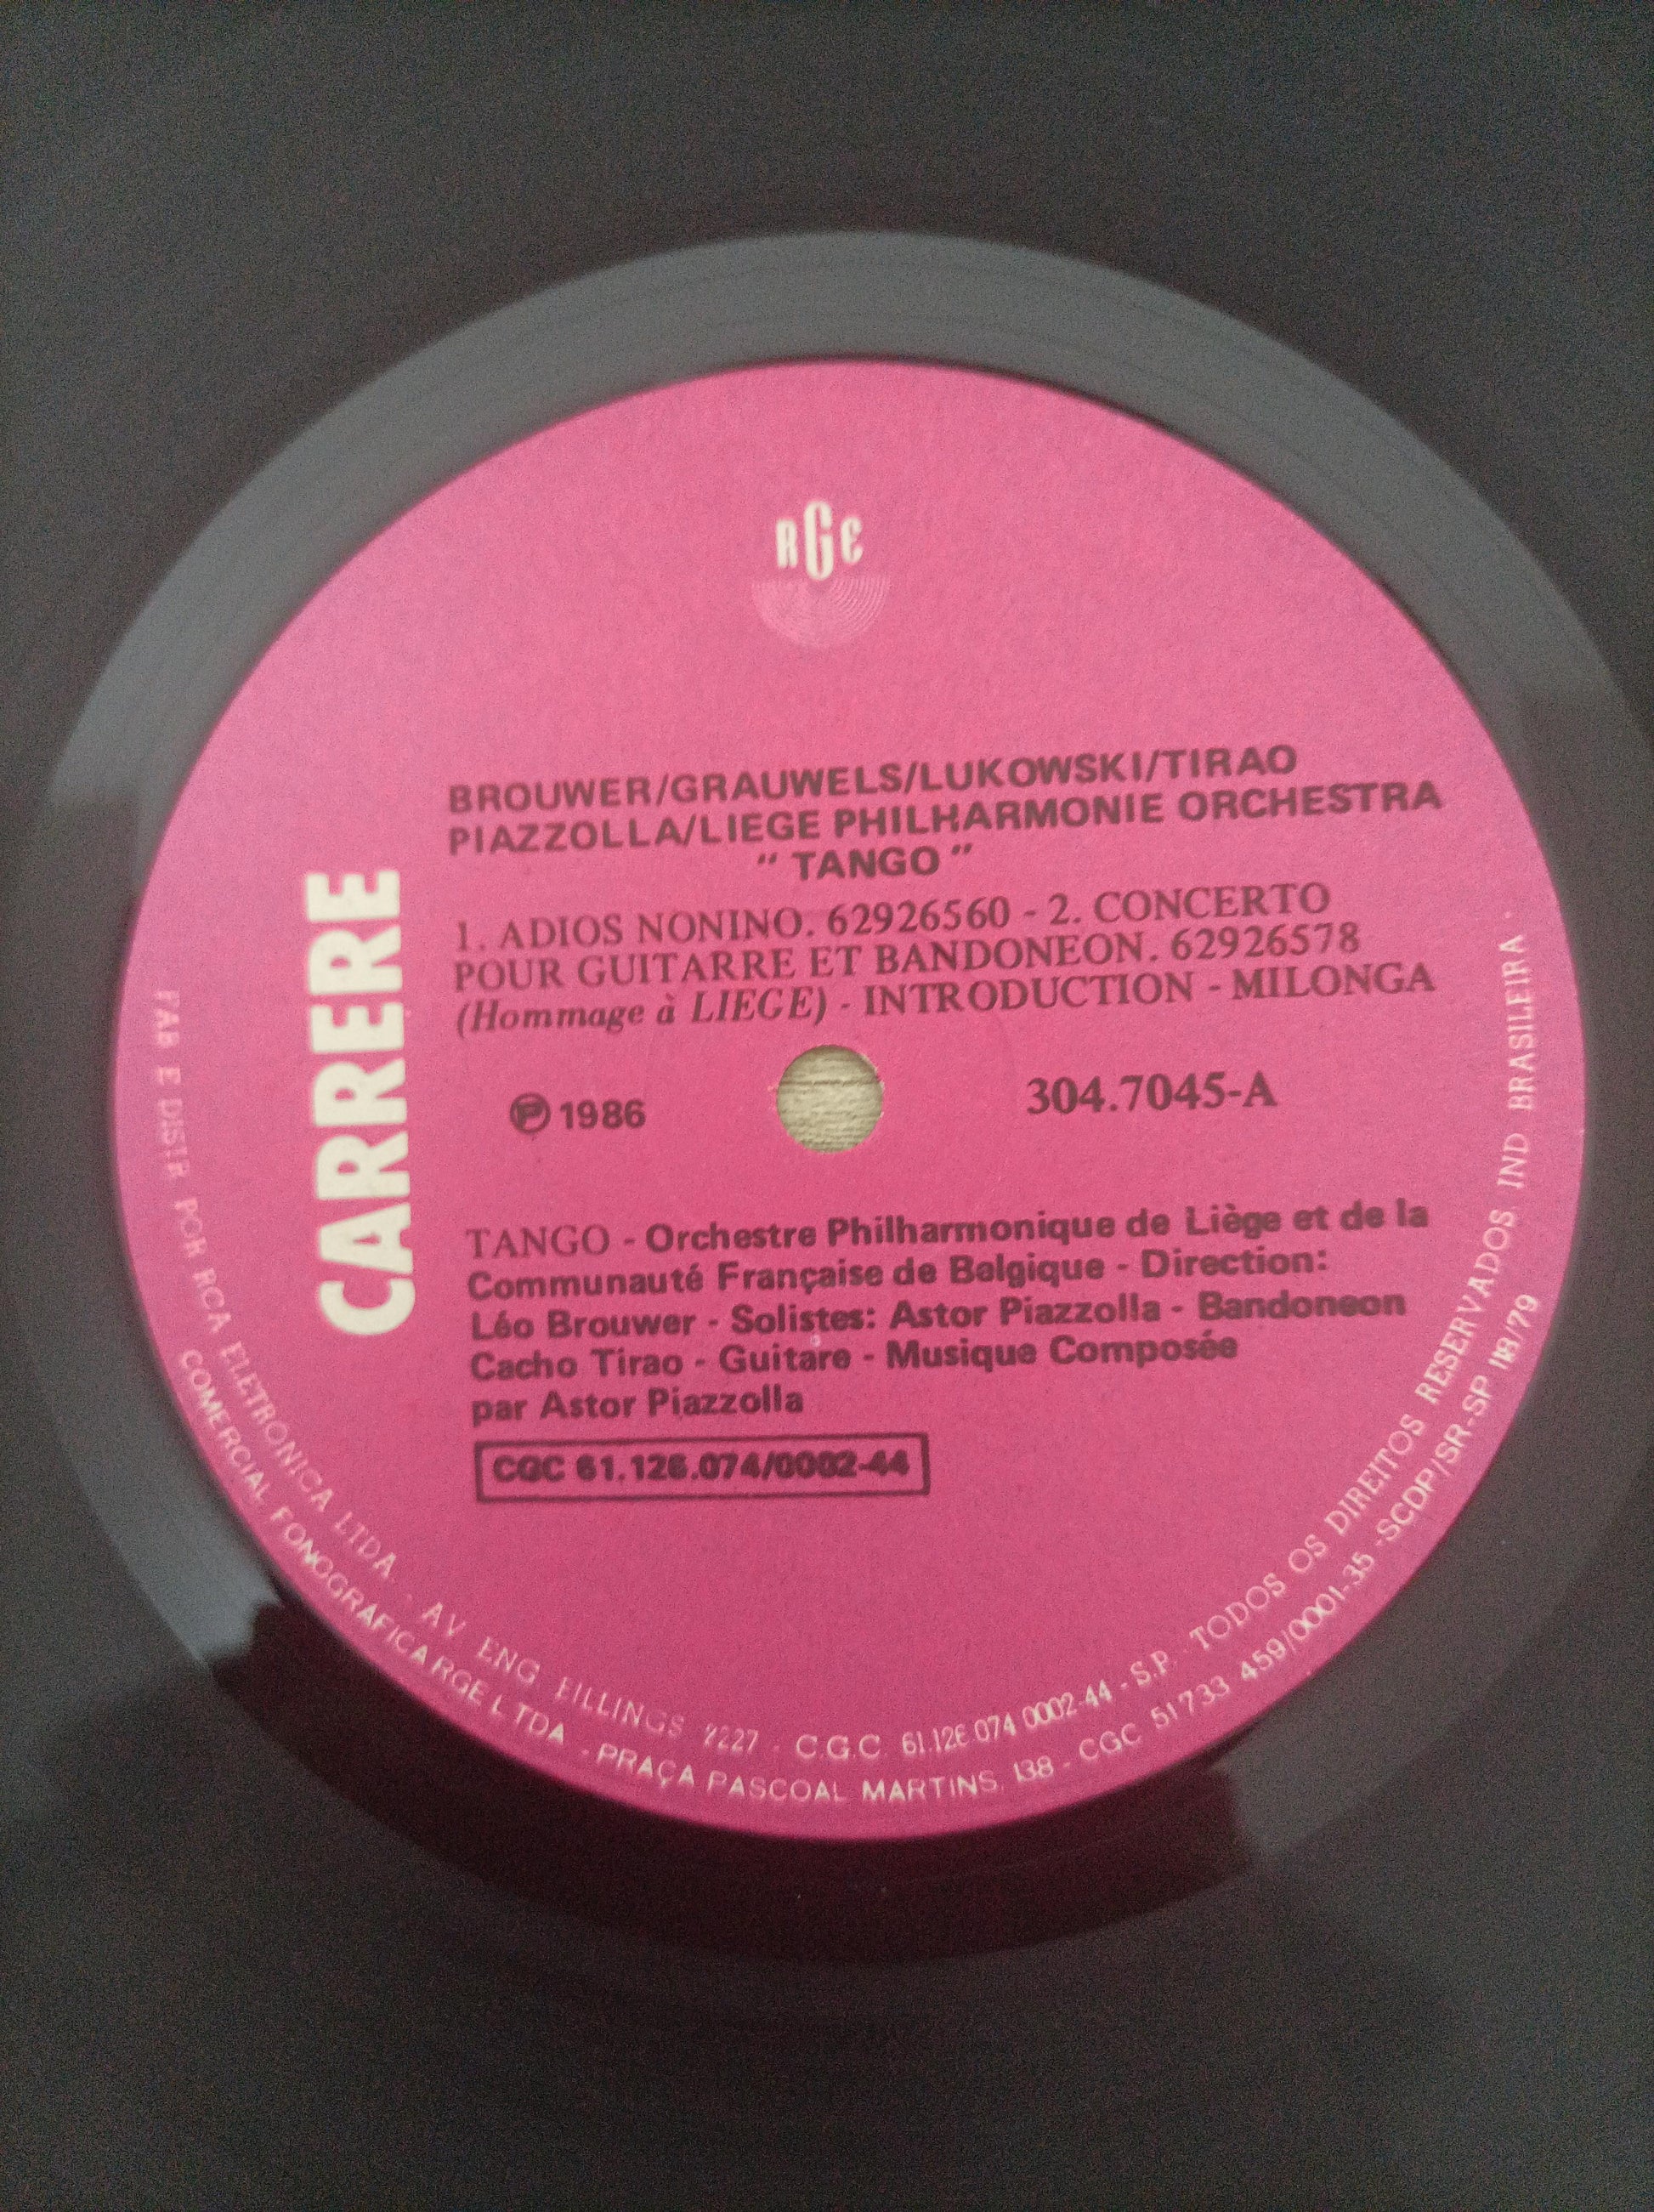 RGE
CARRERE
BROUWER/GRAUWELS/LUKOWSKI/TIRAO
PIAZZOLLA/LIEGE PHILHARMONIE ORCHESTRA
" TANGO "
1. ADIOS NONINO. 62926560 - 2. CONCERTO
POUR GUITARRE ET BANDONEON. 62926578
(Hommage à LIEGE) - INTRODUCTION - MILONGA
℗ 1986
304.7045-A
TANGO - Orchestre Philharmonique de Liège et de la
Communauté Française de Belgique - Direction:
Léo Brouwer - Solistes: Astor Piazzolla - Bandoneon
Cacho Tirao - Guitare - Musique Composée
par Astor Piazzolla
CGC 61.126.074/0002-44
FAB E DISTR. POR RCA ELETRONICA LTDA. · AV ENG BILLINGS 2227 · C.G.C. 61.126 074 0002-44 - S.P. · TODOS OS DIREITOS RESERVADOS. IND BRASILEIRA.
COMERCIAL FONOGRAFICA RGE LTDA - PRAÇA PASCOAL MARTINS, 138 - CGC 51 733 459/0001-35 - SCDP/SR-SP 118/79